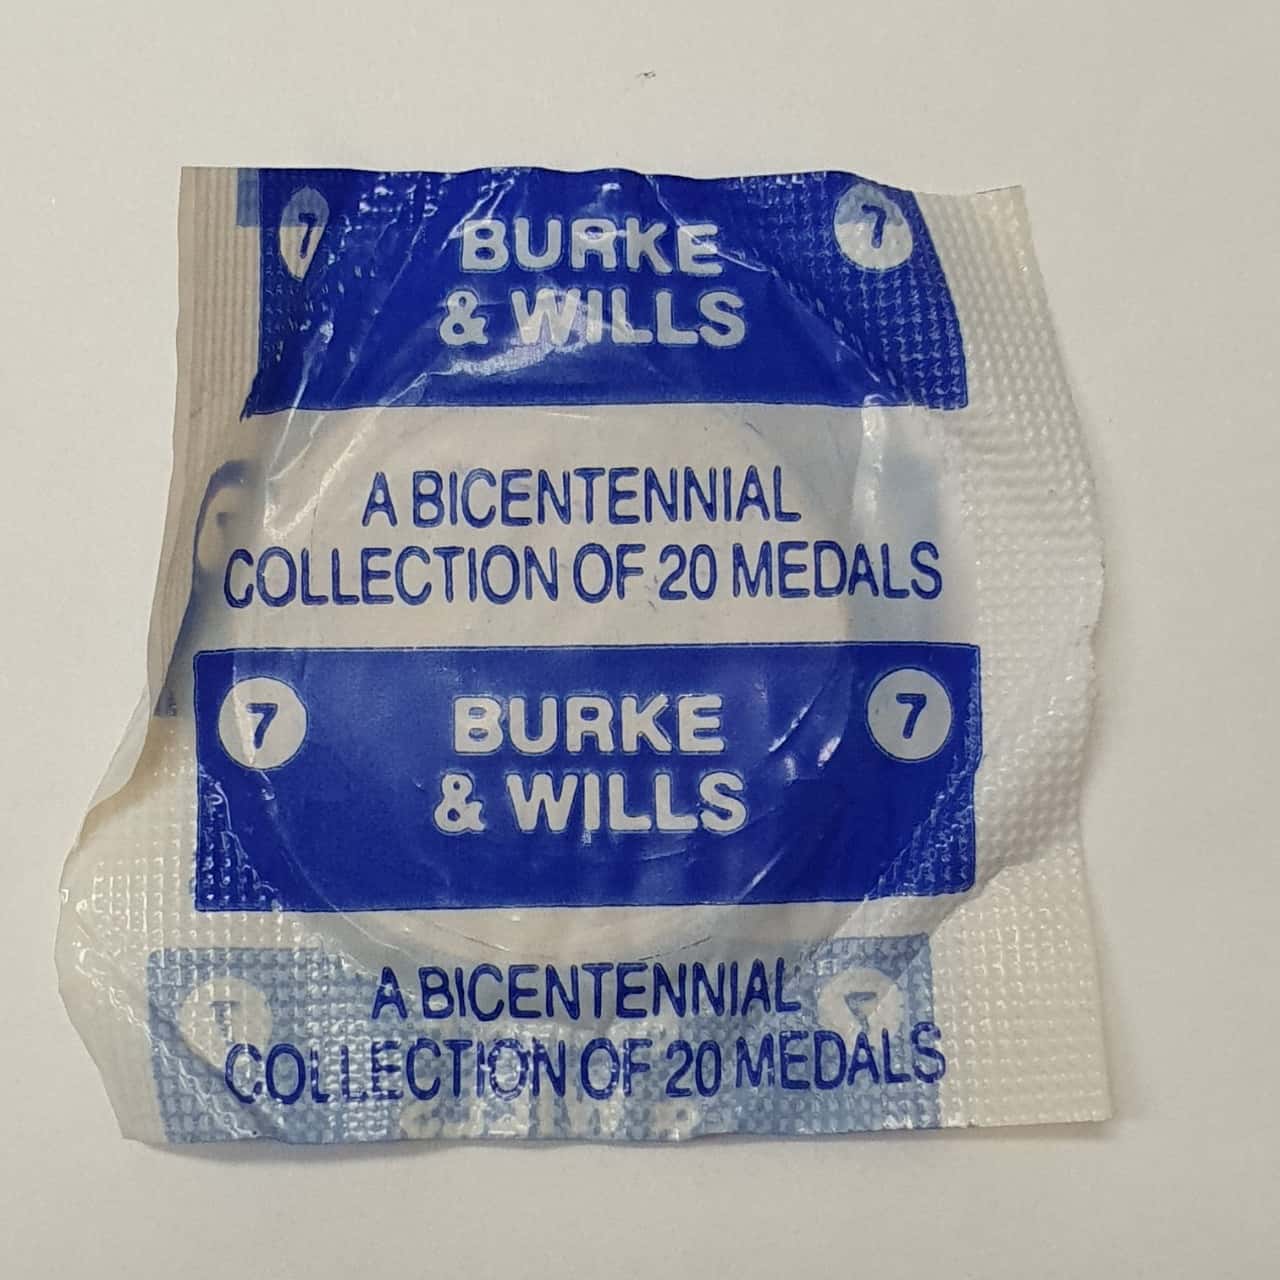 7 BURKE 7
& WILLS
A BICENTENNIAL
COLLECTION OF 20 MEDALS
7 BURKE 7
& WILLS
A BICENTENNIAL
COLLECTION OF 20 MEDALS